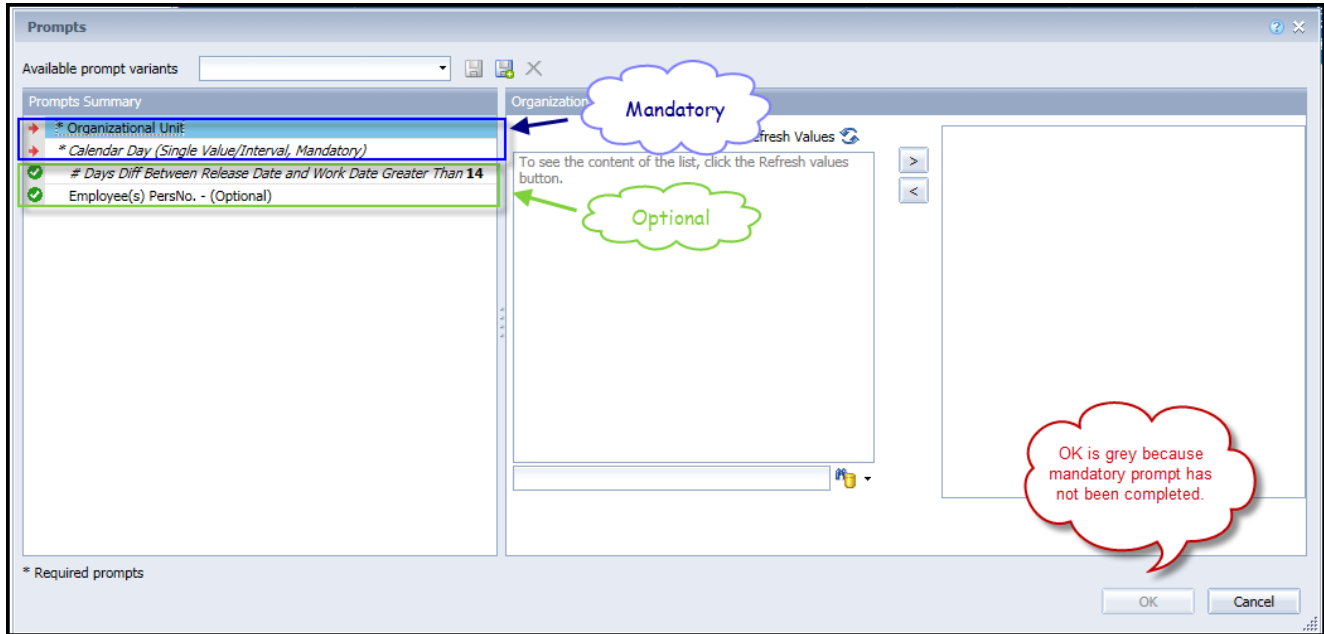 Prompts
Available prompt variants
Prompts Summary
Organization
Mandatory
* Organizational Unit
* Calendar Day (Single Value/Interval, Mandatory)
# Days Diff Between Release Date and Work Date Greater Than 14
Employee(s) PersNo. - (Optional)
efresh Values
To see the content of the list, click the Refresh values
button.
>
<
Optional
OK is grey because
mandatory prompt has
not been completed.
* Required prompts
OK
Cancel